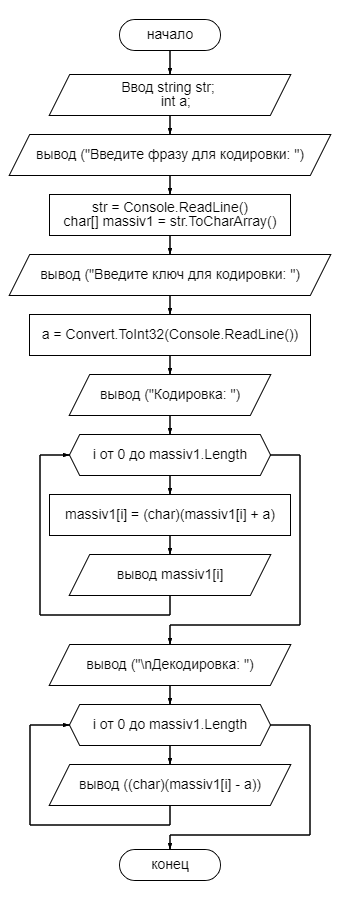 начало
Ввод string str;
int a;
вывод ("Введите фразу для кодировки: ")
str = Console.ReadLine()
char[] massiv1 = str.ToCharArray()
вывод ("Введите ключ для кодировки: ")
a = Convert.ToInt32(Console.ReadLine())
вывод ("Кодировка: ")
i от 0 до massiv1.Length
massiv1[i] = (char)(massiv1[i] + a)
вывод massiv1[i]
вывод ("\nДекодировка: ")
i от 0 до massiv1.Length
вывод ((char)(massiv1[i] - a))
конец